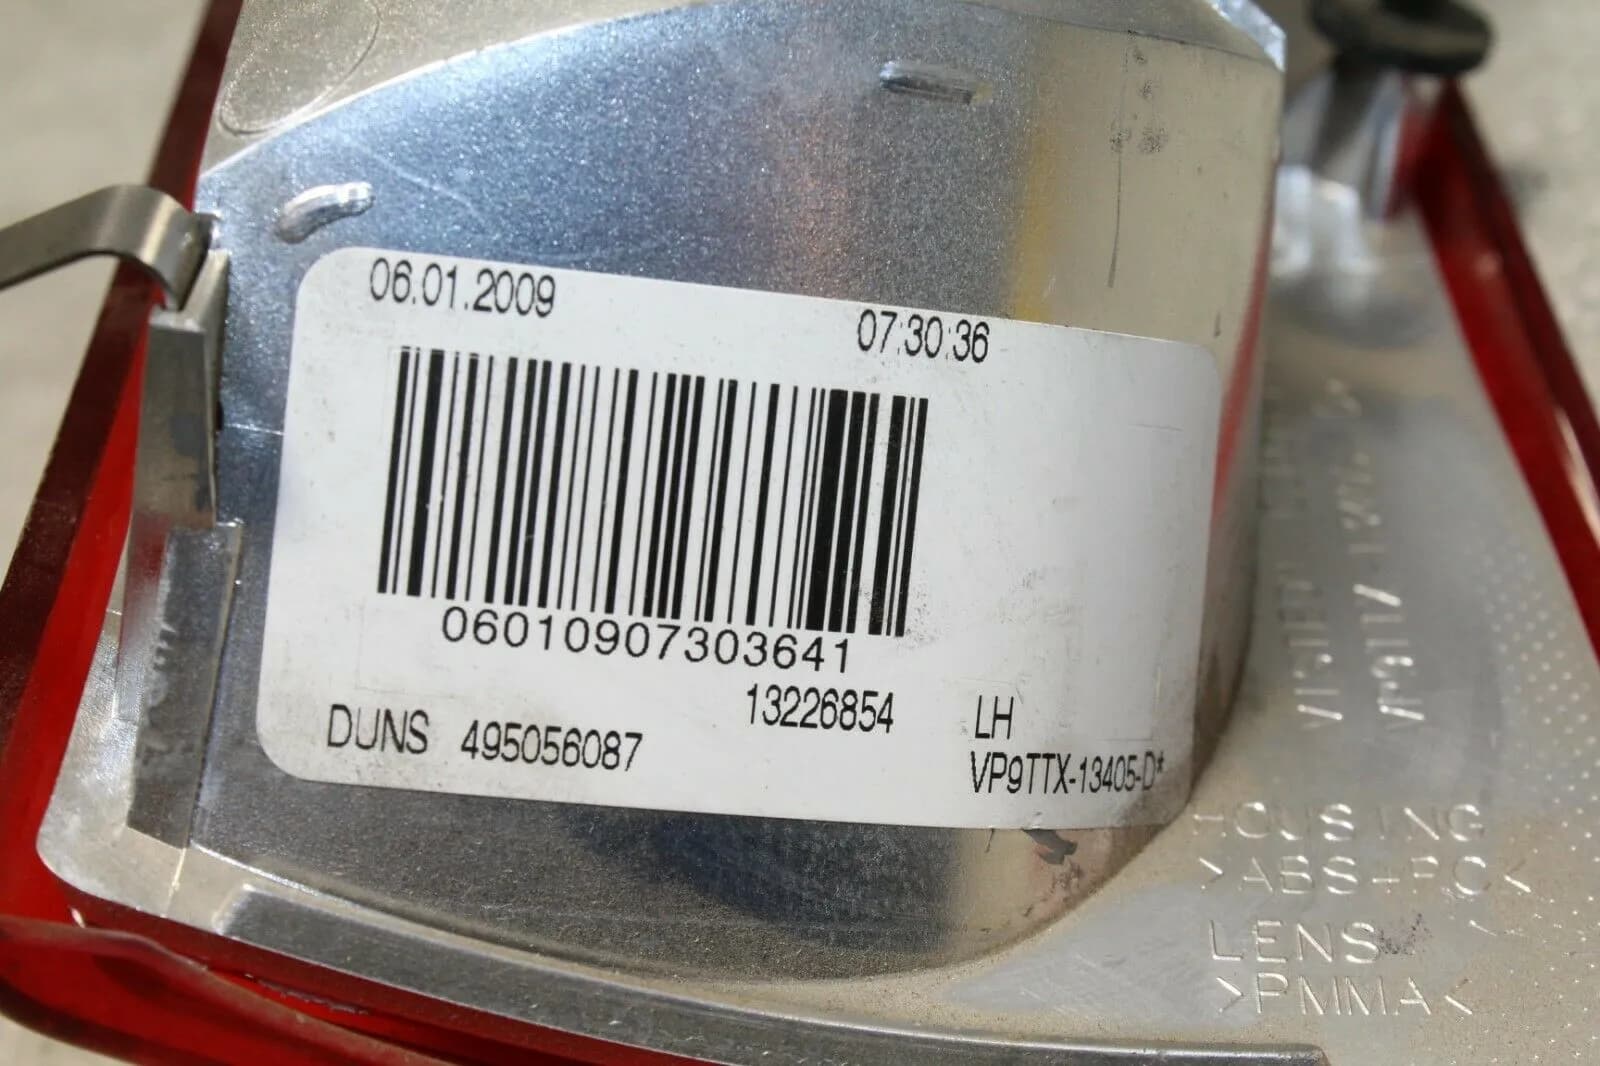 06.01.2009
07:30:36
06010907303641
13226854
LH
DUNS 495056087
VP9TTX-13405-D*
HOUSING
>ABS+PC<
LENS
>PMMA<